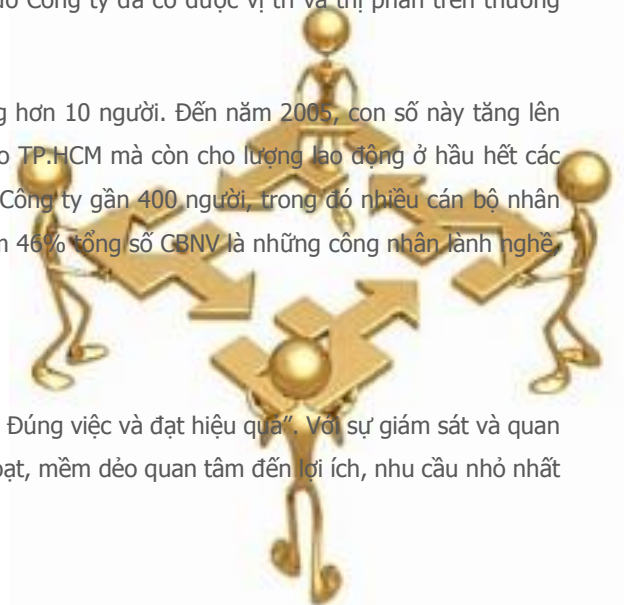 do Công ty đã có được vị trí và thị phần trên thương
g hơn 10 người. Đến năm 2005, con số này tăng lên
o TP.HCM mà còn cho lượng lao động ở hầu hết các
Công ty gần 400 người, trong đó nhiều cán bộ nhân
m 46% tổng số CBNV là những công nhân lành nghề,
Đúng việc và đạt hiệu quả”. Với sự giám sát và quan
oạt, mềm dẻo quan tâm đến lợi ích, nhu cầu nhỏ nhất